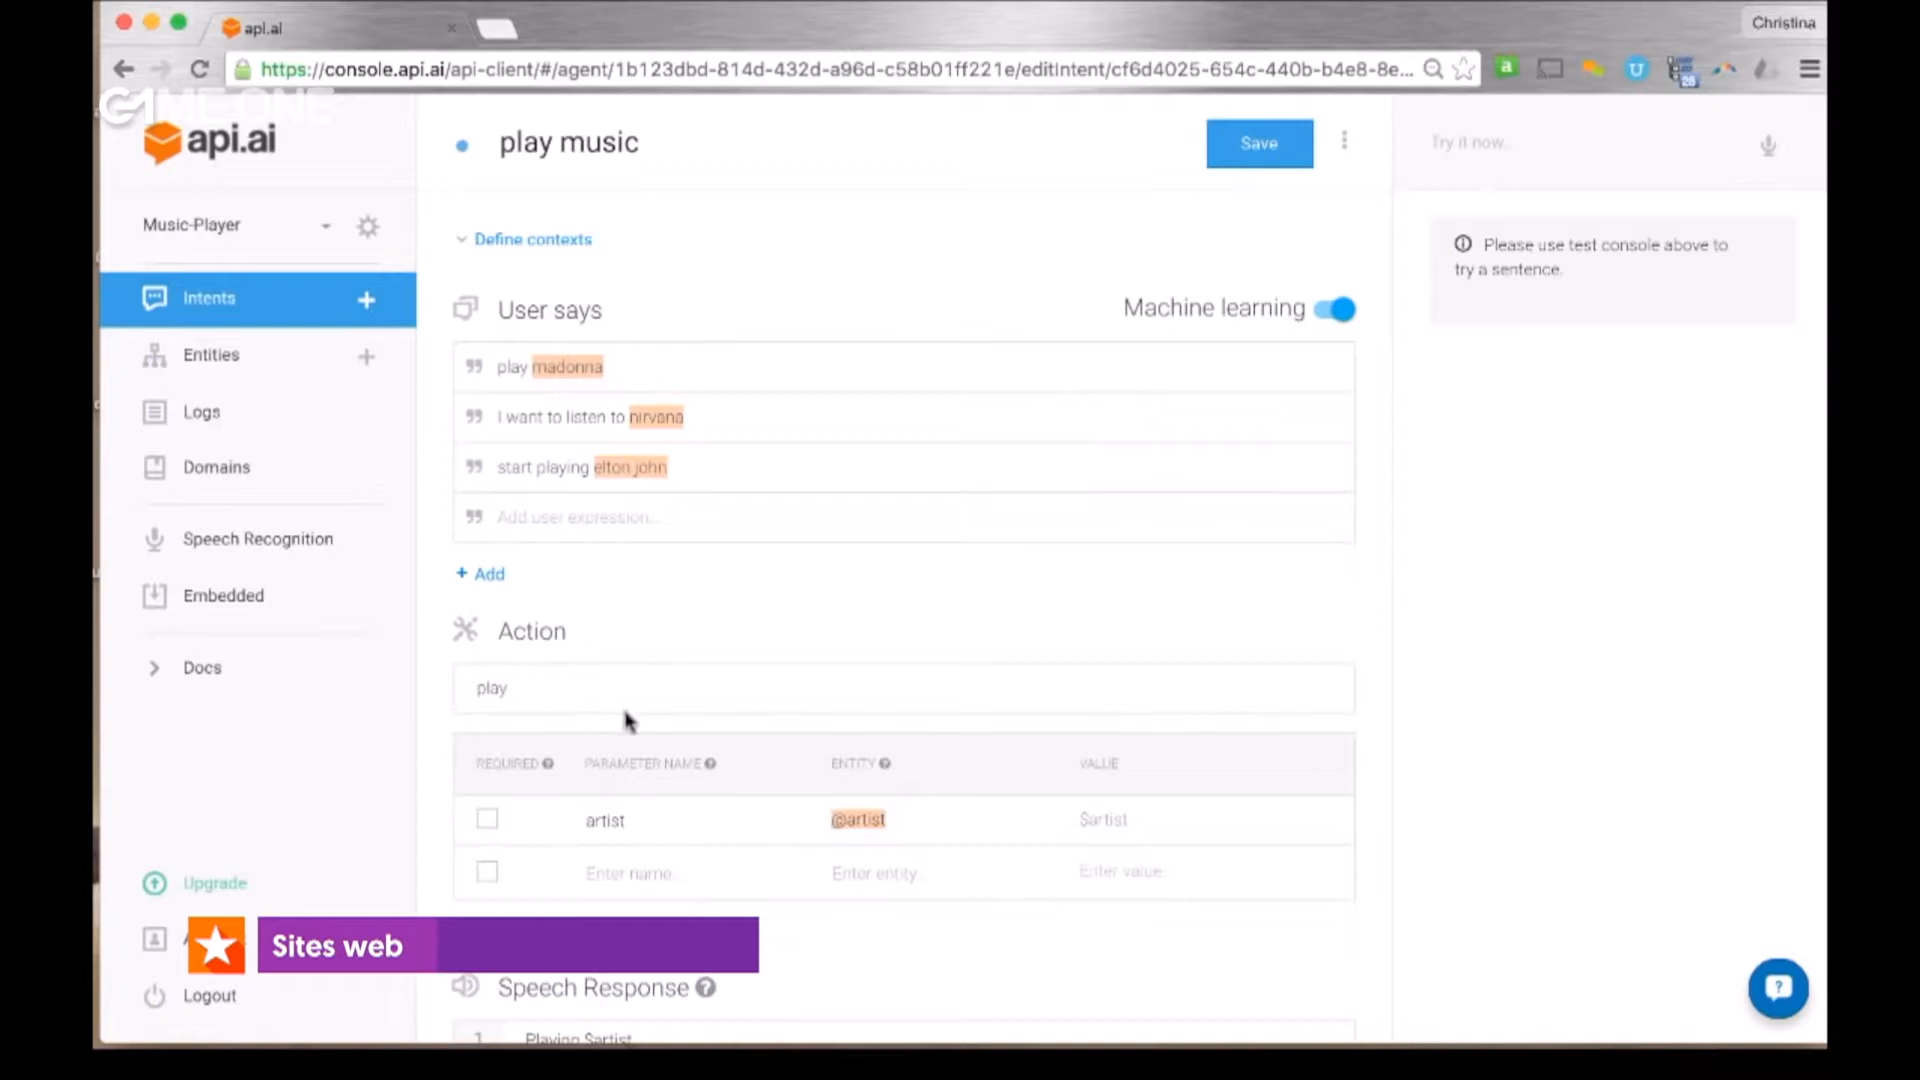 api.ai
Christina
https://console.api.ai/api-client/#/agent/1b123dbd-814d-432d-a96d-c58b01ff221e/editIntent/cf6d4025-654c-440b-b4e8-8e...
a
U
28
G1ME ONE
api.ai
play music
Save
Try it now...
Music-Player
Define contexts
Please use test console above to
try a sentence.
Intents
User says
Machine learning
Entities
play madonna
Logs
I want to listen to nirvana
Domains
start playing elton john
Add user expression...
Speech Recognition
+ Add
Embedded
Action
Docs
play
REQUIRED
PARAMETER NAME
ENTITY
VALUE
artist
@artist
$artist
Enter name...
Enter entity...
Enter value...
Upgrade
Sites web
Logout
Speech Response
1 Playing $artist